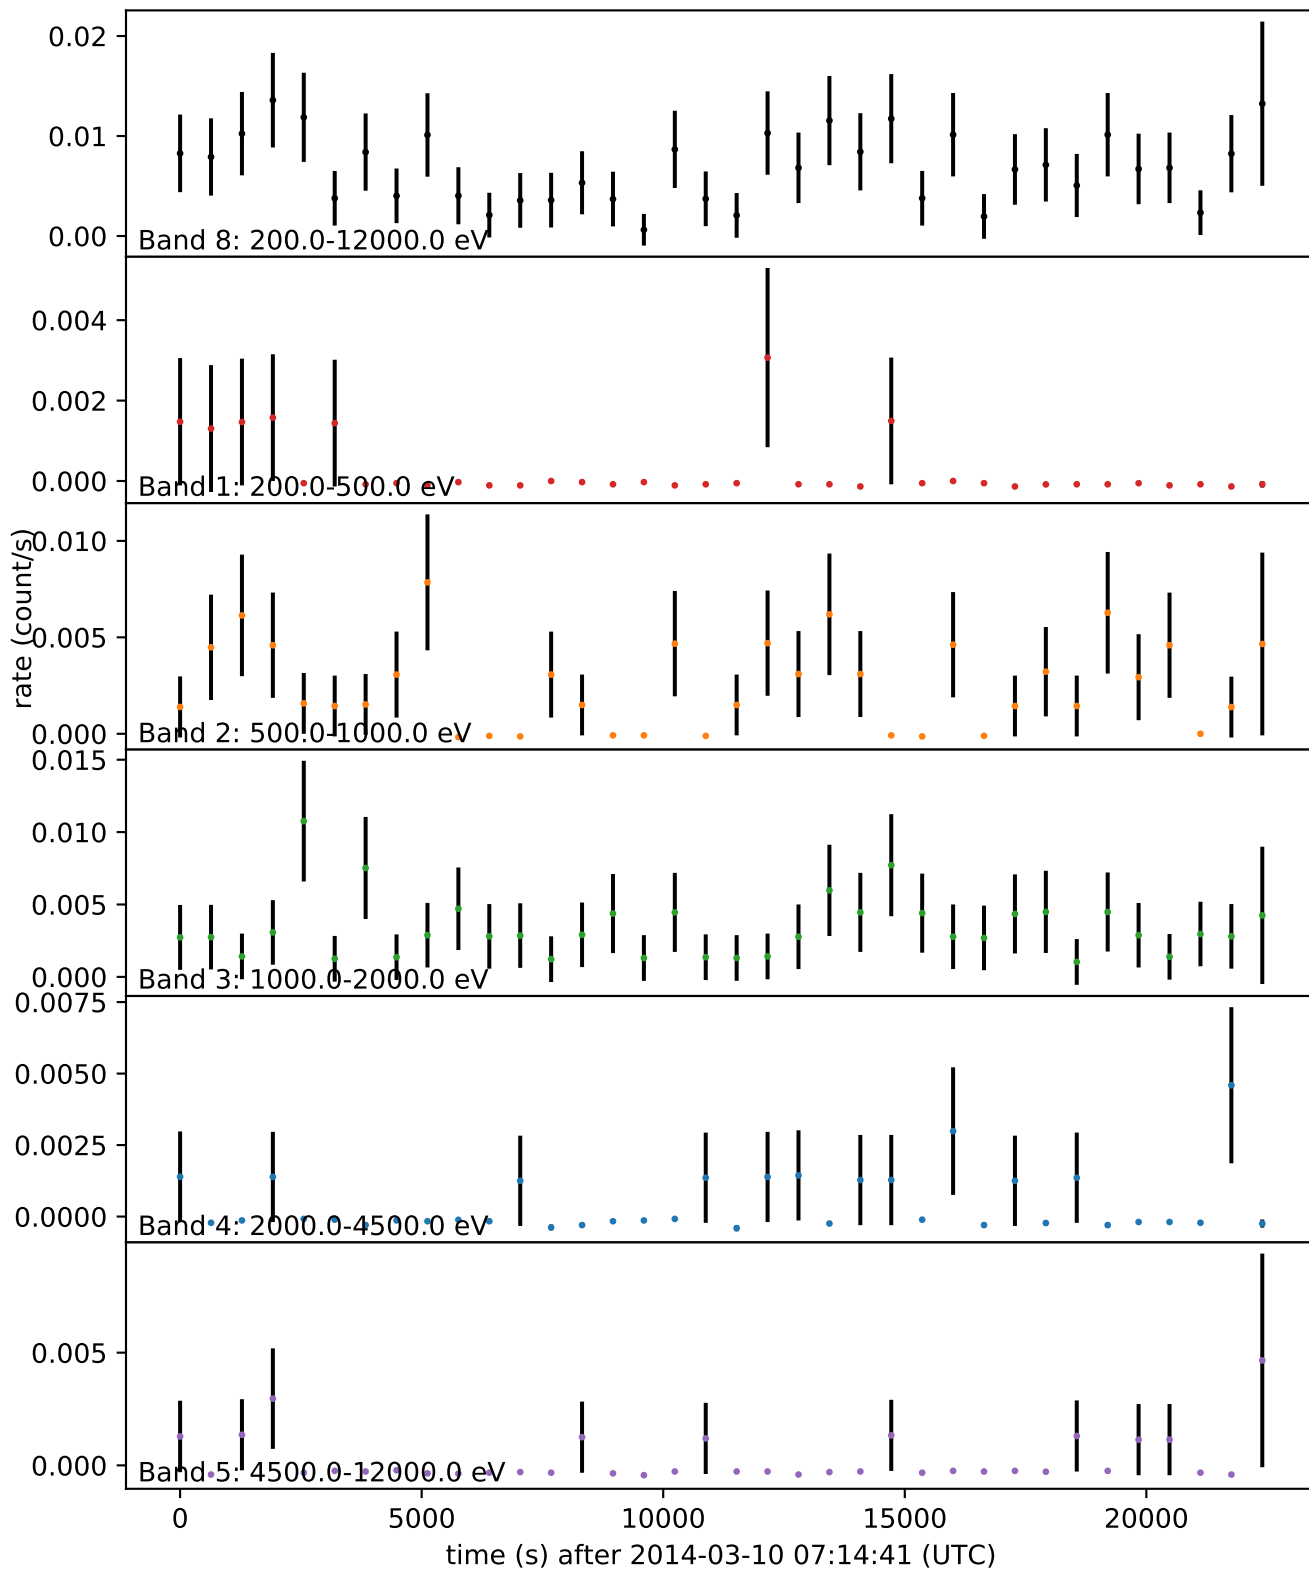 0.02
0.01
0.00
Band 8: 200.0-12000.0 eV
0.004
0.002
0.000
Band 1: 200.0-500.0 eV
rate (count/s)
0.010
0.005
0.000
Band 2: 500.0-1000.0 eV
0.015
0.010
0.005
0.000
Band 3: 1000.0-2000.0 eV
0.0075
0.0050
0.0025
0.0000
Band 4: 2000.0-4500.0 eV
0.005
0.000
Band 5: 4500.0-12000.0 eV
0 5000 10000 15000 20000
time (s) after 2014-03-10 07:14:41 (UTC)